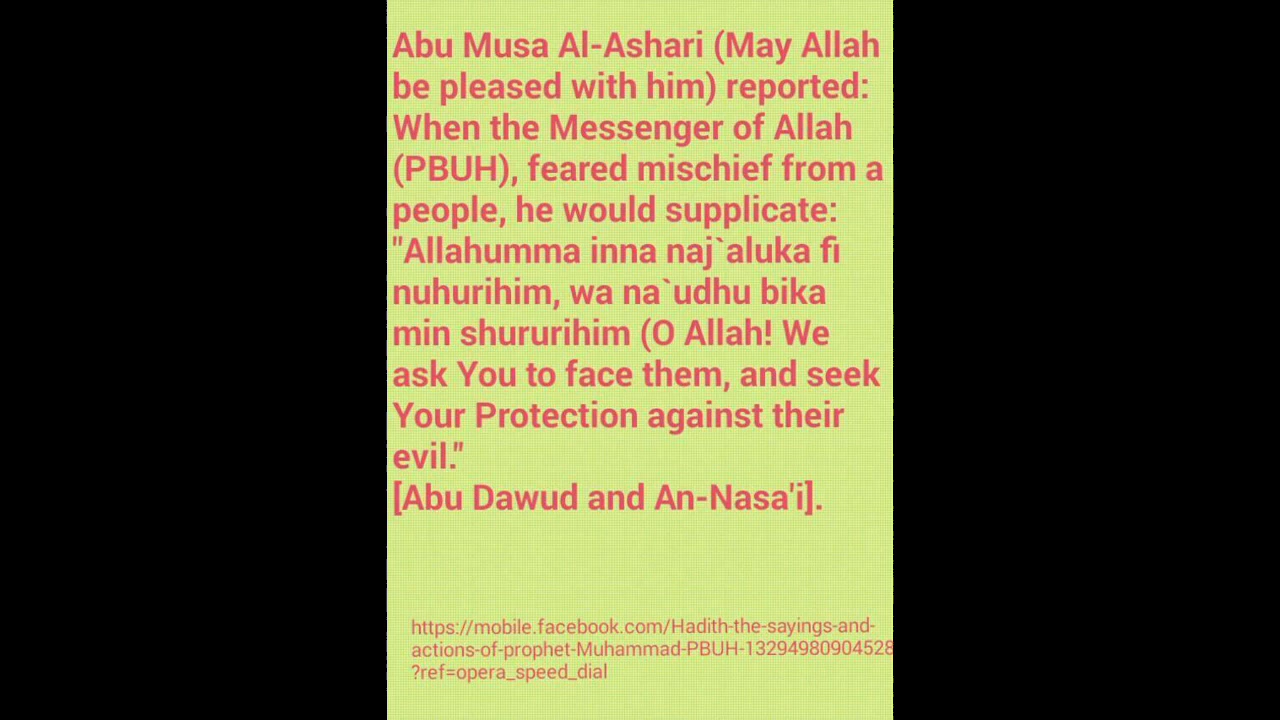 Abu Musa Al-Ashari (May Allah
be pleased with him) reported:
When the Messenger of Allah
(PBUH), feared mischief from a
people, he would supplicate:
"Allahumma inna naj`aluka fi
nuhurihim, wa na`udhu bika
min shururihim (O Allah! We
ask You to face them, and seek
Your Protection against their
evil."
[Abu Dawud and An-Nasa'i].
https://mobile.facebook.com/Hadith-the-sayings-and-
actions-of-prophet-Muhammad-PBUH-13294980904528
?ref=opera_speed_dial